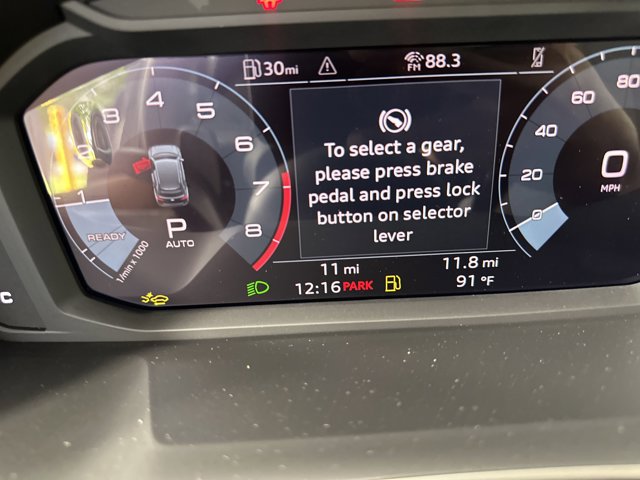 30mi
FM 88.3
To select a gear,
please press brake
pedal and press lock
button on selector
lever
1 2 3 4 5 6 7 8
READY
1/min x 1000
P
AUTO
0 20 40 60 80
0
MPH
11 mi
11.8 mi
12:16 PARK
91 °F
C